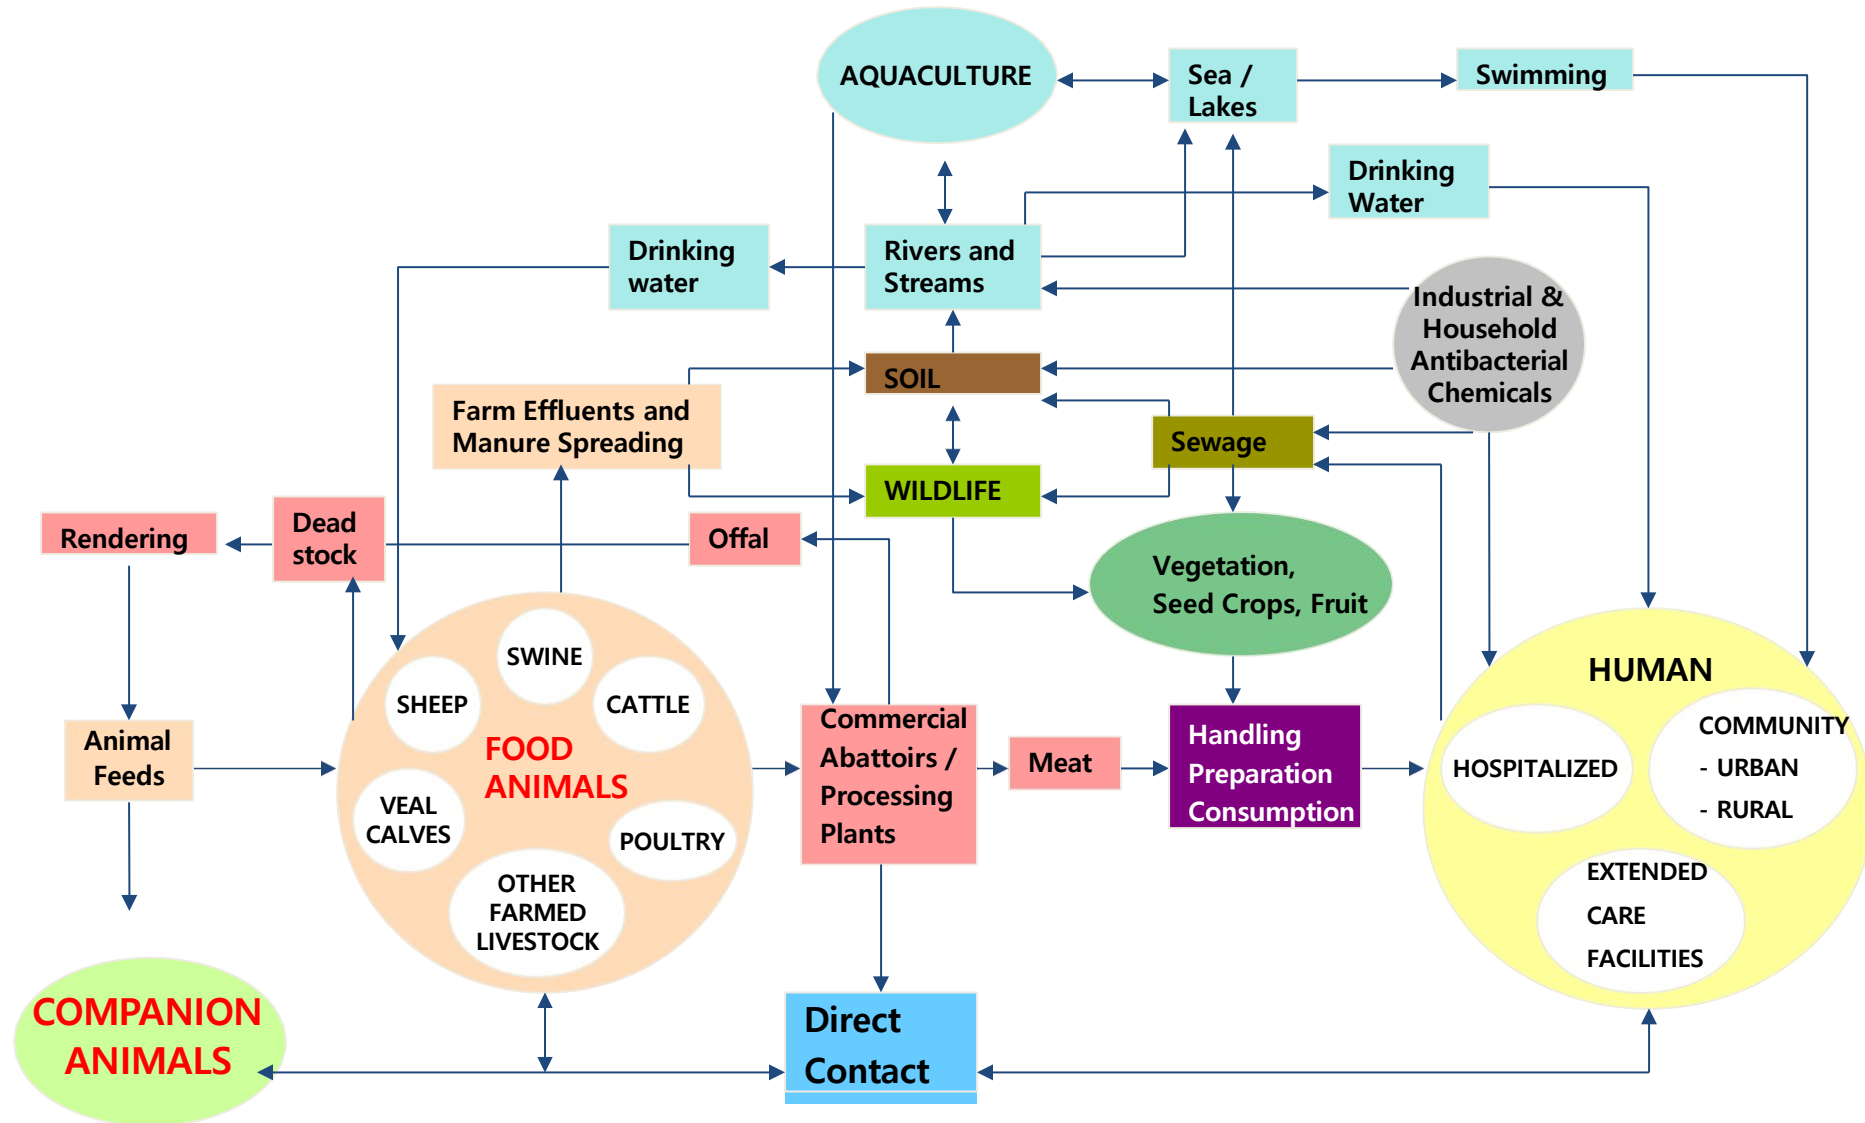 AQUACULTURE
Sea /
Lakes
Swimming
Drinking
Water
Drinking
water
Rivers and
Streams
Industrial &
Household
Antibacterial
Chemicals
SOIL
Farm Effluents and
Manure Spreading
Sewage
WILDLIFE
Rendering
Dead
stock
Offal
Vegetation,
Seed Crops, Fruit
SWINE
SHEEP
CATTLE
FOOD
ANIMALS
VEAL
CALVES
POULTRY
OTHER
FARMED
LIVESTOCK
Animal
Feeds
Commercial
Abattoirs /
Processing
Plants
Meat
Handling
Preparation
Consumption
HUMAN
HOSPITALIZED
COMMUNITY
- URBAN
- RURAL
EXTENDED
CARE
FACILITIES
COMPANION
ANIMALS
Direct
Contact